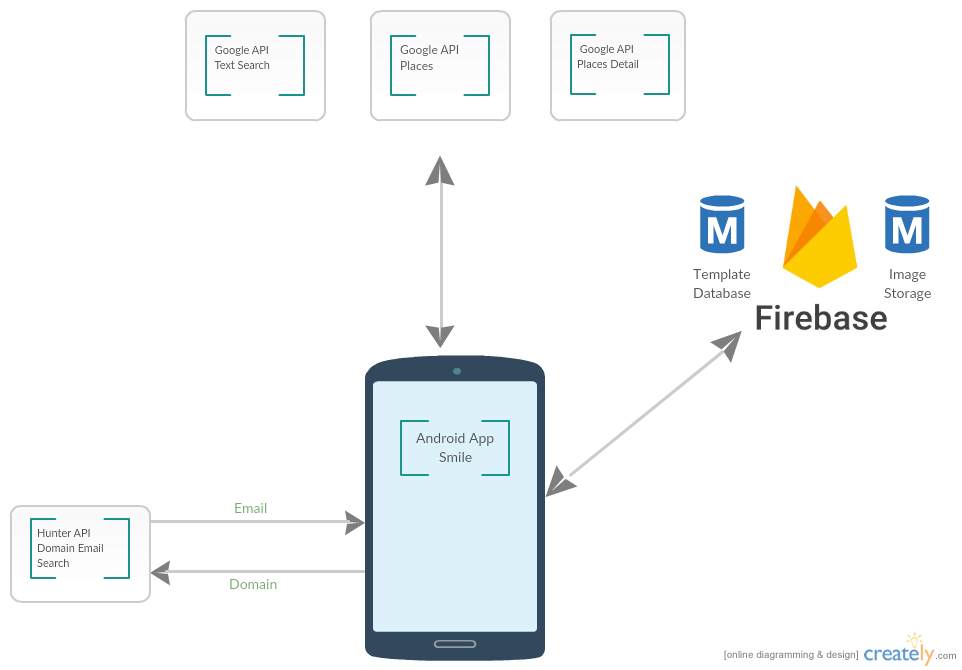 Google API
Text Search
Google API
Places
Google API
Places Detail
M
M
Template
Database
Image
Storage
Firebase
Android App
Smile
Email
Hunter API
Domain Email
Search
Domain
[online diagramming & design] creately.com